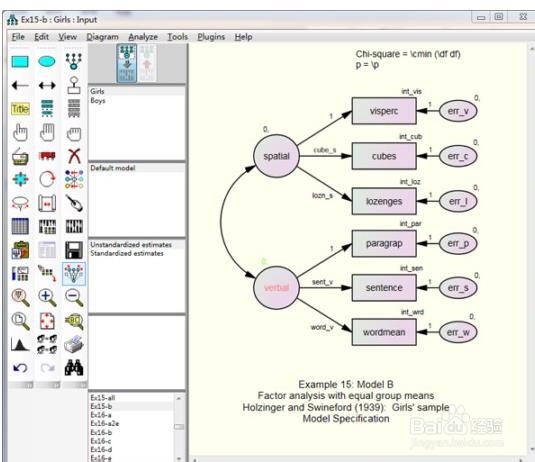 Ex15-b : Girls : Input
File Edit View Diagram Analyze Tools Plugins Help
Title
Girls
Boys
Default model
Unstandardized estimates
Standardized estimates
Ex15-all
Ex15-b
Ex16-a
Ex16-a2e
Ex16-b
Ex16-c
Ex16-d
Ex16-e
Chi-square = \cmin (\df df)
p = \p
0,
spatial
1
cube_s
lozn_s
int_vis
visperc
1
0,
err_v
int_cub
cubes
1
0,
err_c
int_loz
lozenges
1
0,
err_l
0,
verbal
1
sent_v
word_v
int_par
paragrap
1
0,
err_p
int_sen
sentence
1
0,
err_s
int_wrd
wordmean
1
0,
err_w
Example 15: Model B
Factor analysis with equal group means
Holzinger and Swineford (1939): Girls' sample
Model Specification
Baidu 经验
jingyan.baidu.com